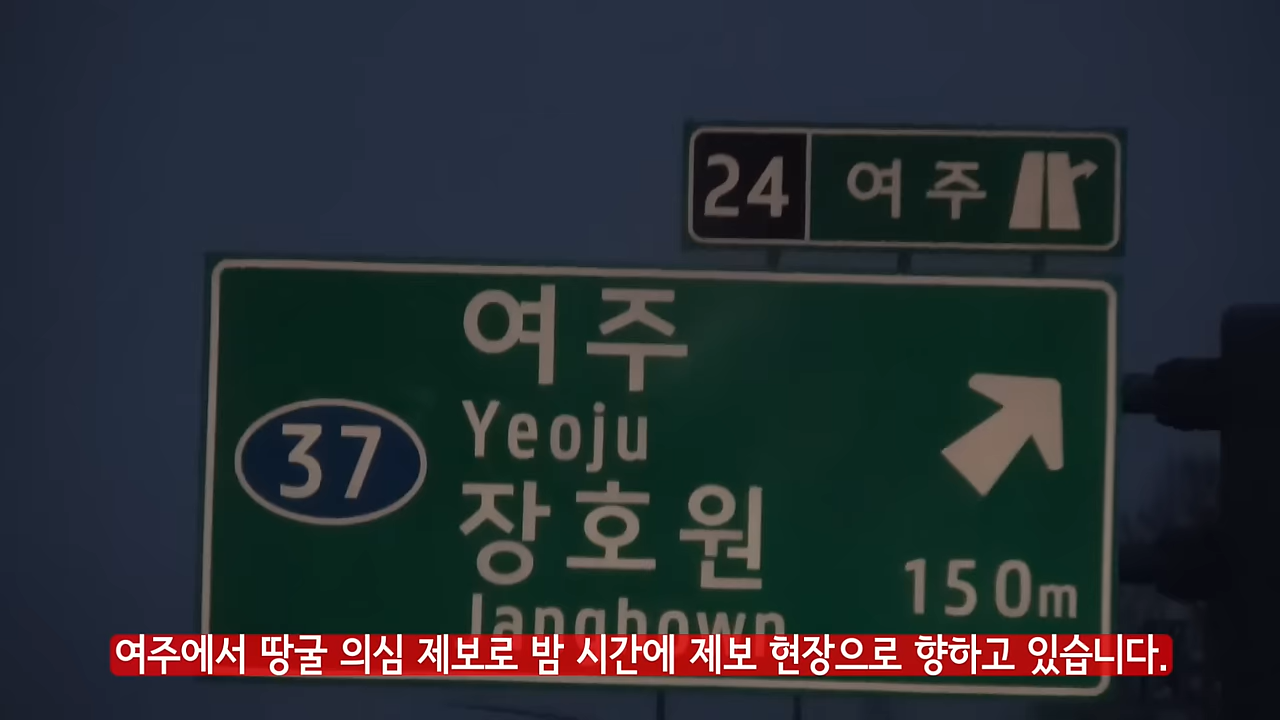 24 여주
여주
37
Yeoju
장호원
150m
여주에서 땅굴 의심 제보로 밤 시간에 제보 현장으로 향하고 있습니다.